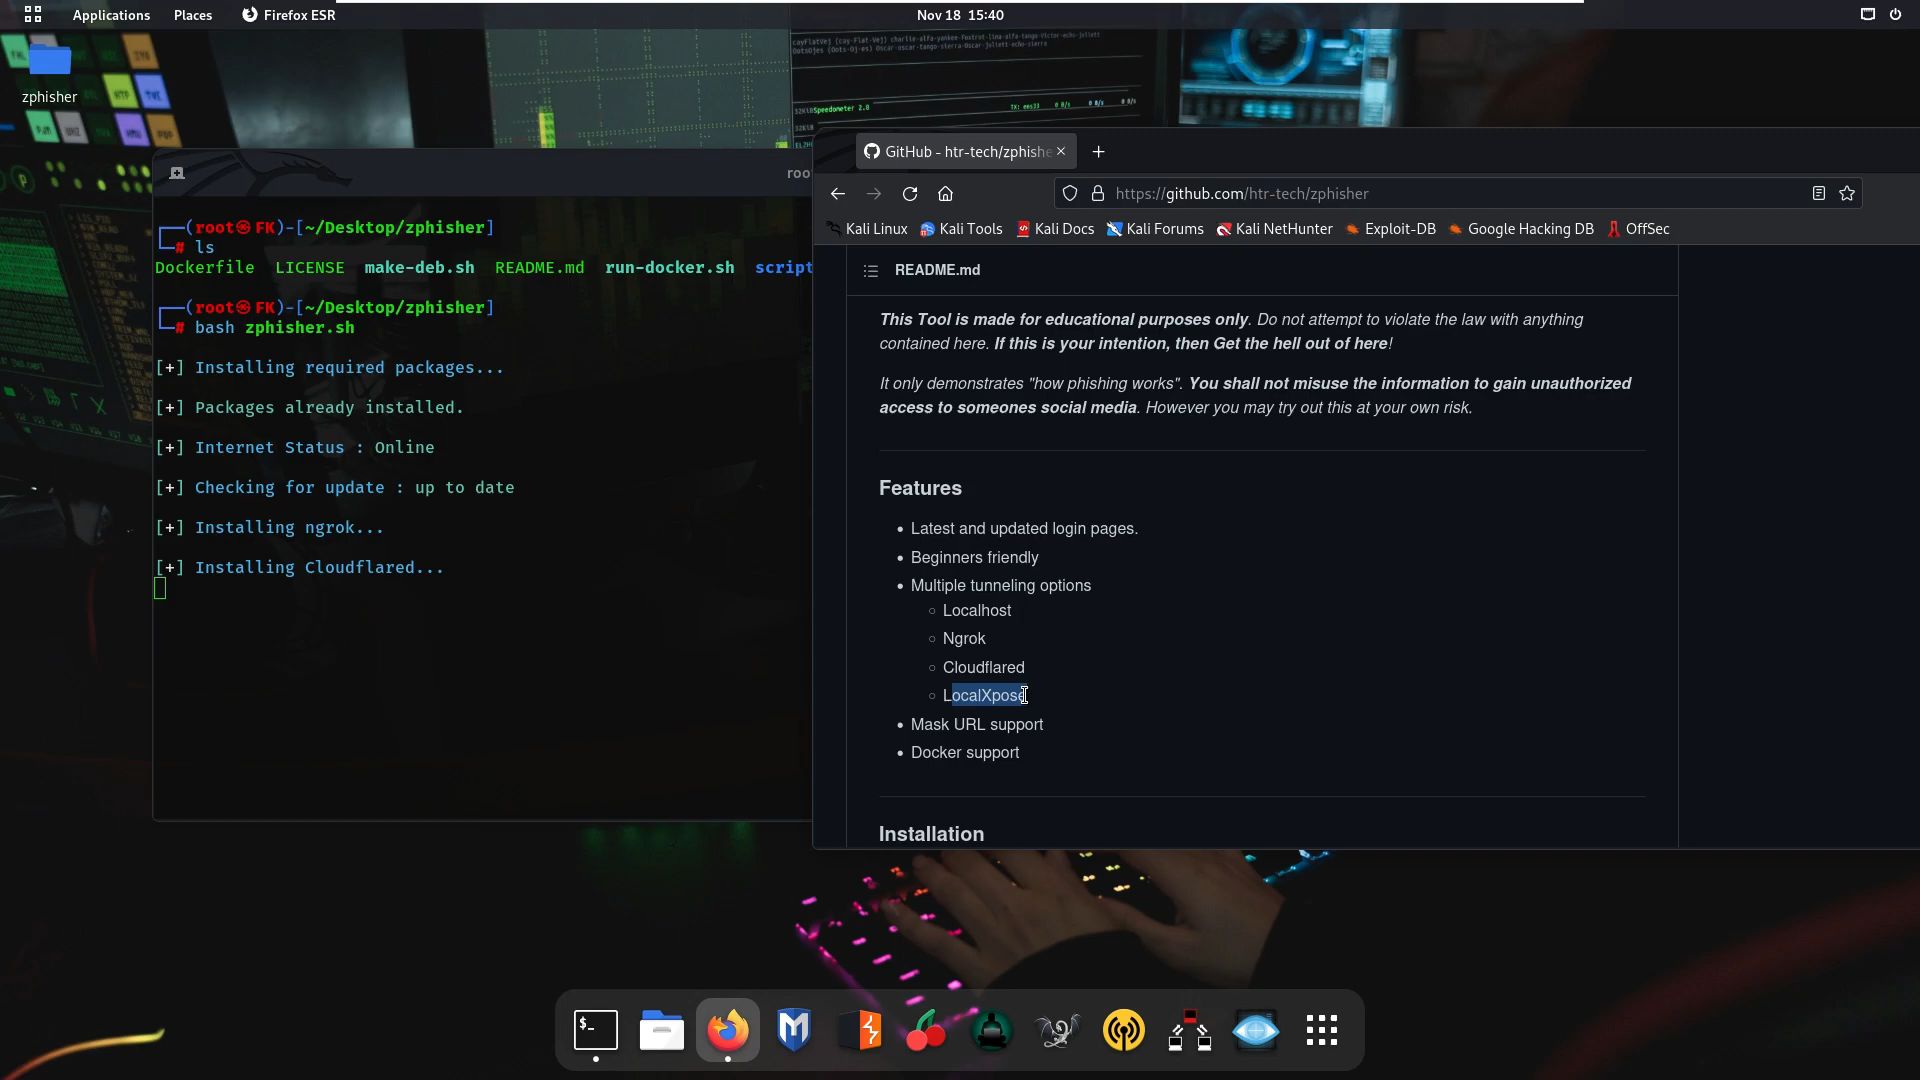 Applications Places Firefox ESR Nov 18 15:40
zphisher
Speedometer 2.0
GitHub - htr-tech/zphishe
https://github.com/htr-tech/zphisher
Kali Linux Kali Tools Kali Docs Kali Forums Kali NetHunter Exploit-DB Google Hacking DB OffSec
roo
┌──(root㉿FK)-[~/Desktop/zphisher]
└─# ls
Dockerfile LICENSE make-deb.sh README.md run-docker.sh script
┌──(root㉿FK)-[~/Desktop/zphisher]
└─# bash zphisher.sh
[+] Installing required packages...
[+] Packages already installed.
[+] Internet Status : Online
[+] Checking for update : up to date
[+] Installing ngrok...
[+] Installing Cloudflared...
README.md
This Tool is made for educational purposes only. Do not attempt to violate the law with anything
contained here. If this is your intention, then Get the hell out of here!
It only demonstrates "how phishing works". You shall not misuse the information to gain unauthorized
access to someones social media. However you may try out this at your own risk.
Features
Latest and updated login pages.
Beginners friendly
Multiple tunneling options
Localhost
Ngrok
Cloudflared
LocalXpose
Mask URL support
Docker support
Installation